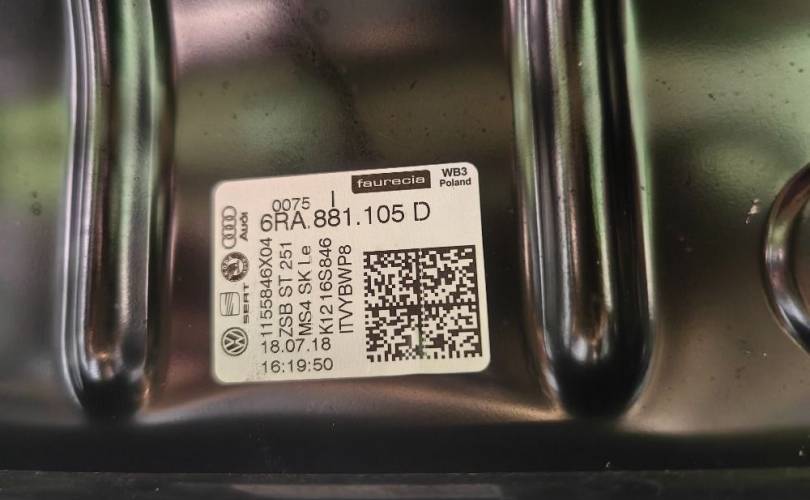 faurecia
WB3
Poland
0075 I
6RA.881.105 D
Audi
SEAT
1155846X04
ZSB ST 251
MS4 SK Le
K1216S846
ITVYBWP8
18.07.18
16:19:50